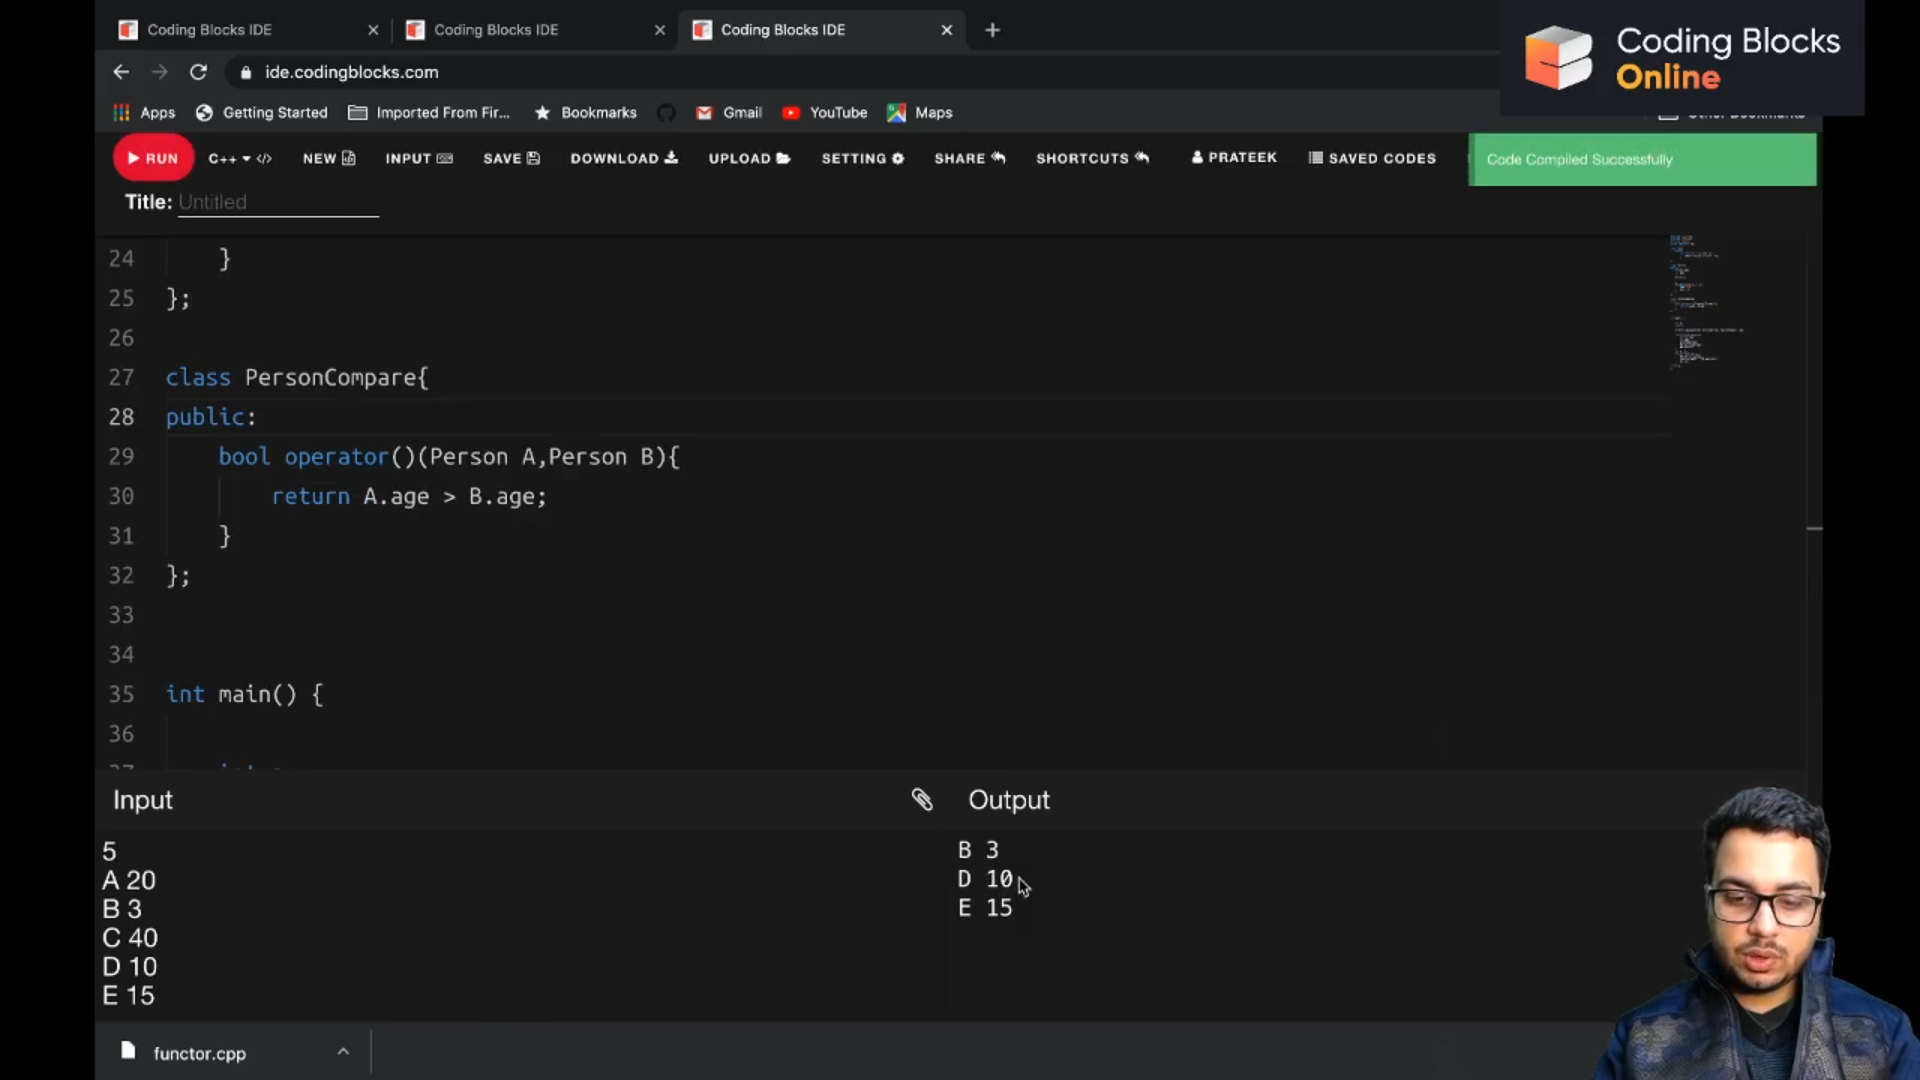 Coding Blocks IDE
Coding Blocks IDE
Coding Blocks IDE
Coding Blocks
Online
ide.codingblocks.com
Apps
Getting Started
Imported From Fir...
Bookmarks
Gmail
YouTube
Maps
RUN
C++
NEW
INPUT
SAVE
DOWNLOAD
UPLOAD
SETTING
SHARE
SHORTCUTS
PRATEEK
SAVED CODES
Code Compiled Successfully
Title: Untitled
24 }
25 };
26
27 class PersonCompare{
28 public:
29 bool operator()(Person A,Person B){
30 return A.age > B.age;
31 }
32 };
33
34
35 int main() {
36
Input
5
A 20
B 3
C 40
D 10
E 15
Output
B 3
D 10
E 15
functor.cpp